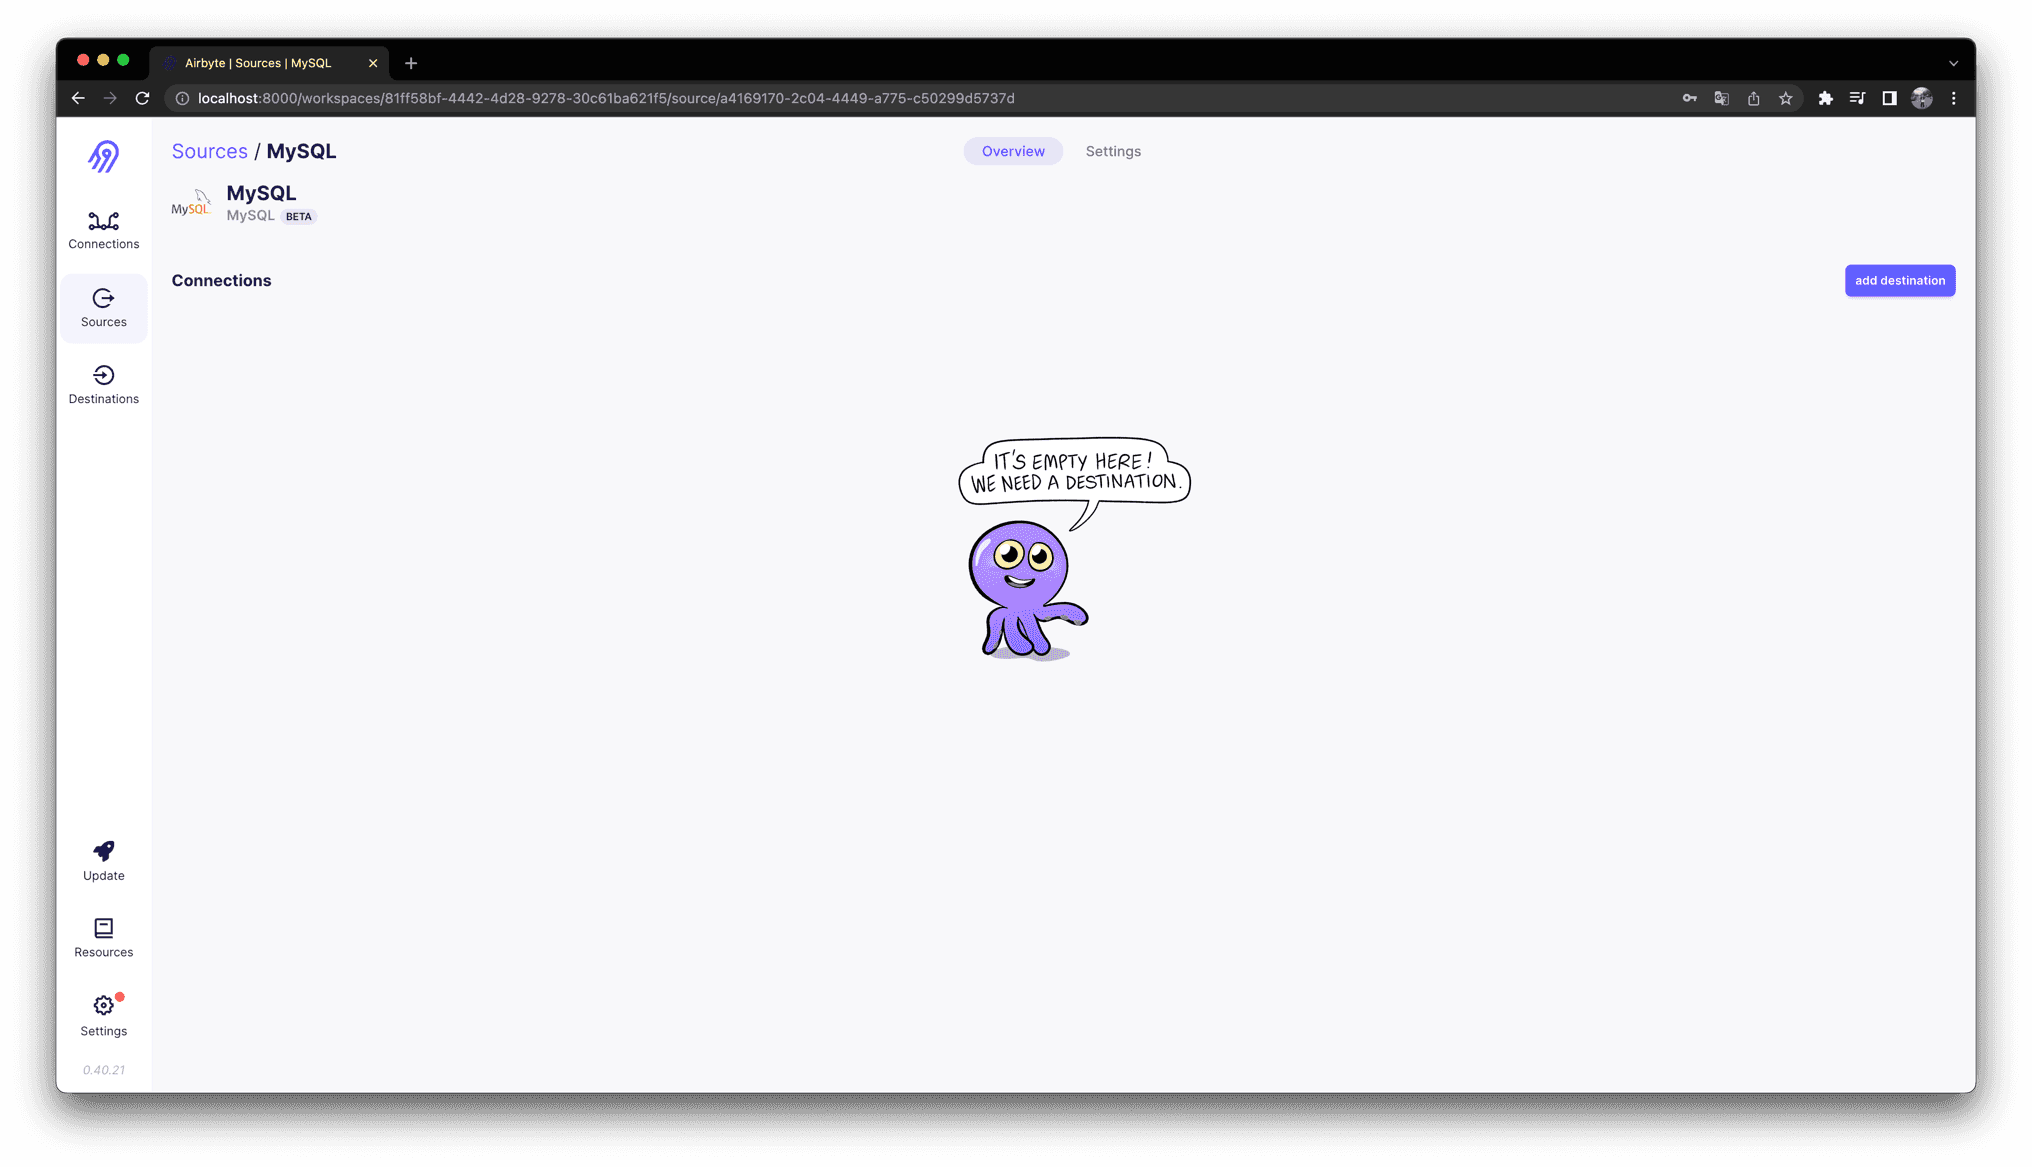 Airbyte | Sources | MySQL
localhost:8000/workspaces/81ff58bf-4442-4d28-9278-30c61ba621f5/source/a4169170-2c04-4449-a775-c50299d5737d
Sources / MySQL
Overview
Settings
MySQL
MySQL
MySQL BETA
Connections
Connections
add destination
Sources
Destinations
IT'S EMPTY HERE!
WE NEED A DESTINATION.
Update
Resources
Settings
0.40.21